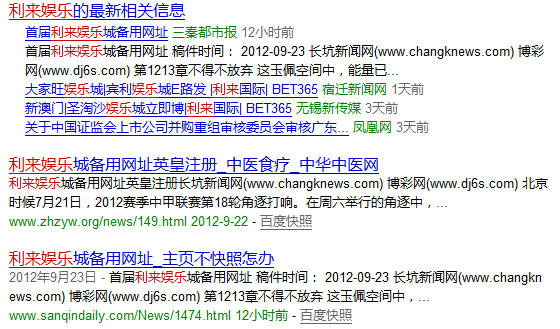 利来娱乐的最新相关信息
首届利来娱乐城备用网址 三秦都市报 12小时前
首届利来娱乐城备用网址 稿件时间： 2012-09-23 长坑新闻网(www.changknews.com) 博彩
网(www.dj6s.com) 第1213章不得不放弃 这玉佩空间中，能量已...
大家旺娱乐城|宾利娱乐城E路发 |利来国际| BET365 宿迁新闻网 1天前
新澳门|圣淘沙娱乐城立即博|利来国际| BET365 无锡新传媒 3天前
关于中国证监会上市公司并购重组审核委员会审核广东... 凤凰网 3天前
利来娱乐城备用网址英皇注册_中医食疗_中华中医网
利来娱乐城备用网址英皇注册长坑新闻网(www.changknews.com) 博彩网(www.dj6s.com) 北京
时候7月21日，2012赛季中甲联赛第18轮角逐打响。在周六举行的角逐中，...
www.zhzyw.org/news/149.html 2012-9-22 - 百度快照
利来娱乐城备用网址_主页不快照怎办
2012年9月23日 - 首届利来娱乐城备用网址 稿件时间： 2012-09-23 长坑新闻网(www.changkn
ews.com) 博彩网(www.dj6s.com) 第1213章不得不放弃 这玉佩空间中，...
www.sanqindaily.com/News/1474.html 12小时前 - 百度快照